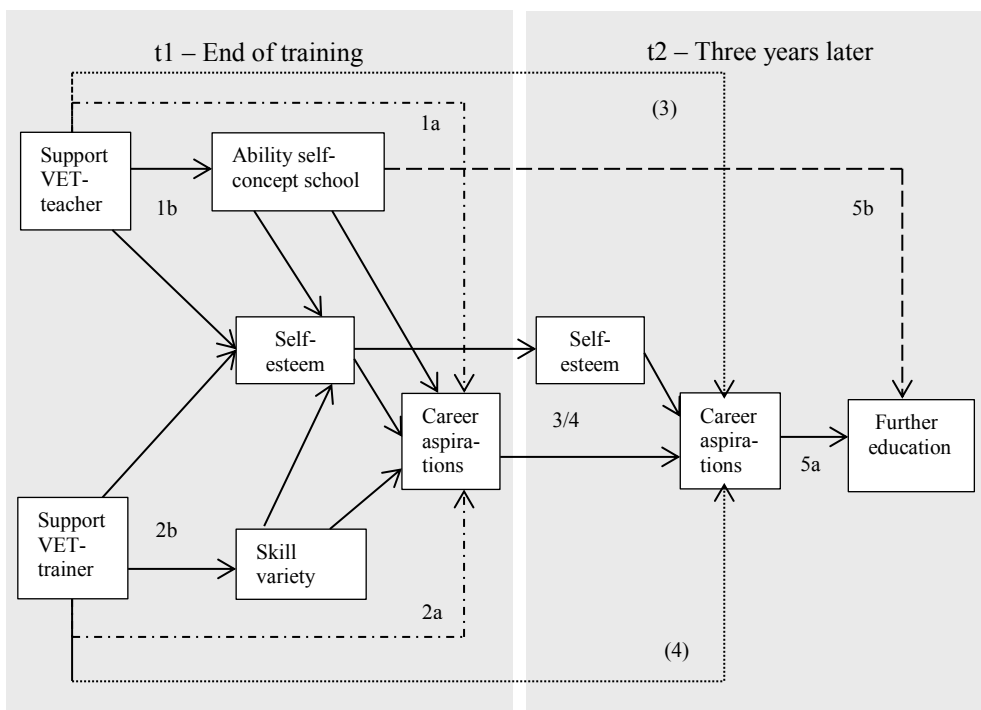 t1 – End of training
t2 – Three years later
(3)
1a
Support
VET-
teacher
Ability self-
concept school
1b
5b
Self-
esteem
Self-
esteem
Career
aspira-
tions
3/4
Career
aspira-
tions
Further
education
5a
Support
VET-
trainer
2b
Skill
variety
2a
(4)